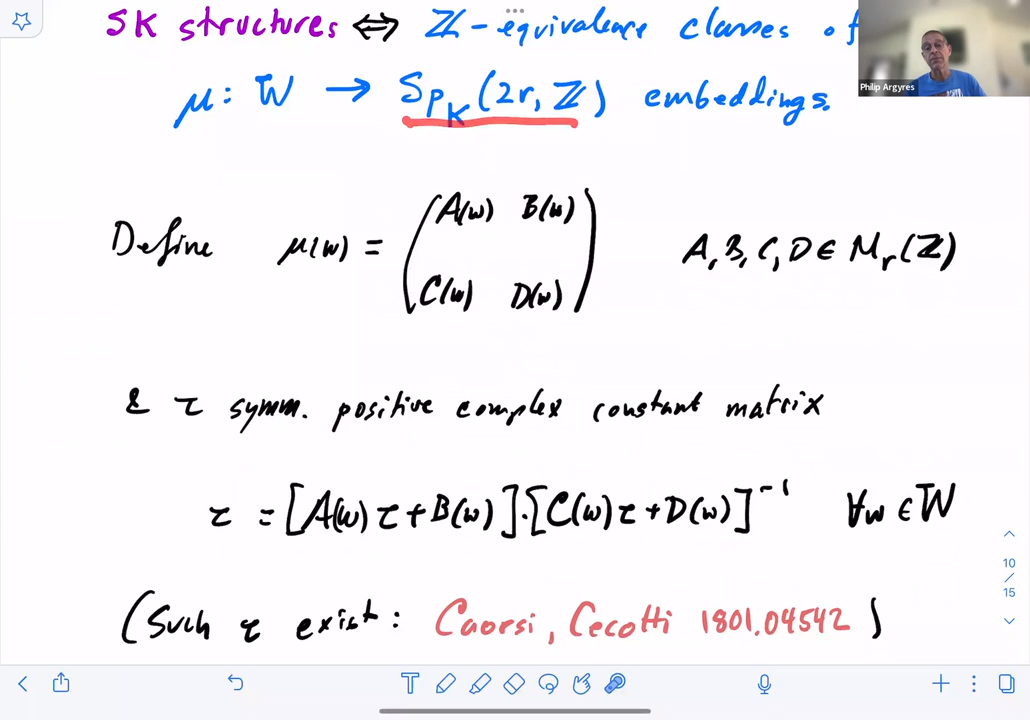 SK structures ⟺ ℤ-equivalence classes of
μ: W → Sp_K(2r, ℤ) embeddings.
Philip Argyres
Define μ(w) = ( A(w) B(w) A, B, C, D ∈ M_r(ℤ)
C(w) D(w) )
& τ symm. positive complex constant matrix
τ = [A(w)τ + B(w)]·[C(w)τ + D(w)]^{-1} ∀w ∈ W
(Such τ exist: Caorsi, Cecotti 1801.04542)
10
/
15
T